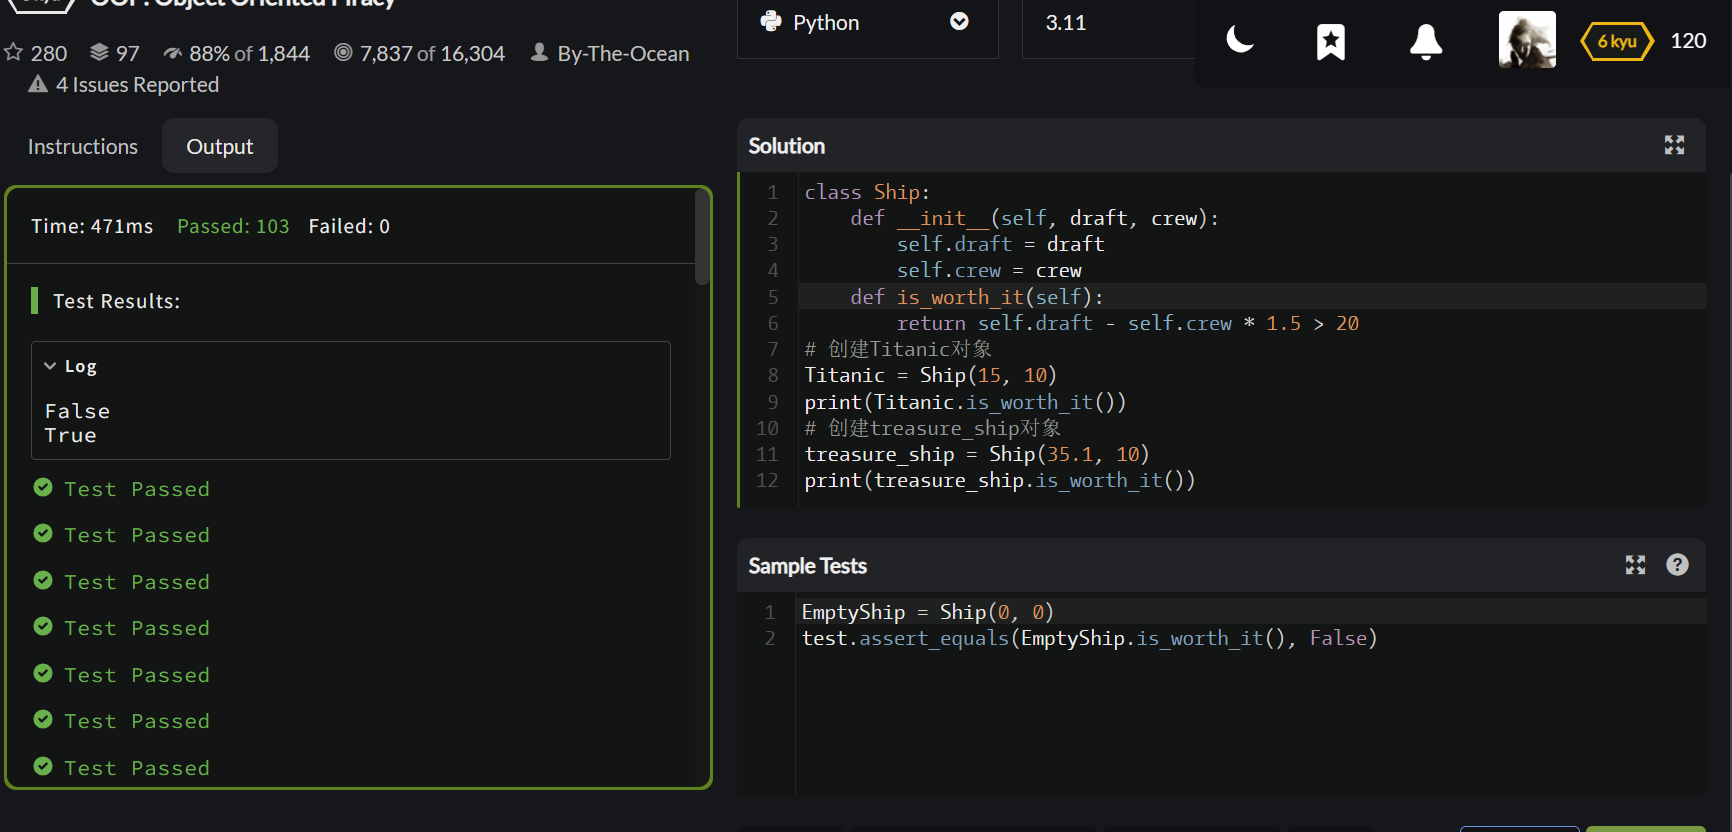 OOP: Object Oriented Piracy
280 97 88% of 1,844 7,837 of 16,304 By-The-Ocean
4 Issues Reported
Python
3.11
6 kyu 120
Instructions Output
Time: 471ms Passed: 103 Failed: 0
Test Results:
Log
False
True
Test Passed
Test Passed
Test Passed
Test Passed
Test Passed
Test Passed
Test Passed
Solution
1 class Ship:
2 def __init__(self, draft, crew):
3 self.draft = draft
4 self.crew = crew
5 def is_worth_it(self):
6 return self.draft - self.crew * 1.5 > 20
7 # 创建Titanic对象
8 Titanic = Ship(15, 10)
9 print(Titanic.is_worth_it())
10 # 创建treasure_ship对象
11 treasure_ship = Ship(35.1, 10)
12 print(treasure_ship.is_worth_it())
Sample Tests
?
1 EmptyShip = Ship(0, 0)
2 test.assert_equals(EmptyShip.is_worth_it(), False)